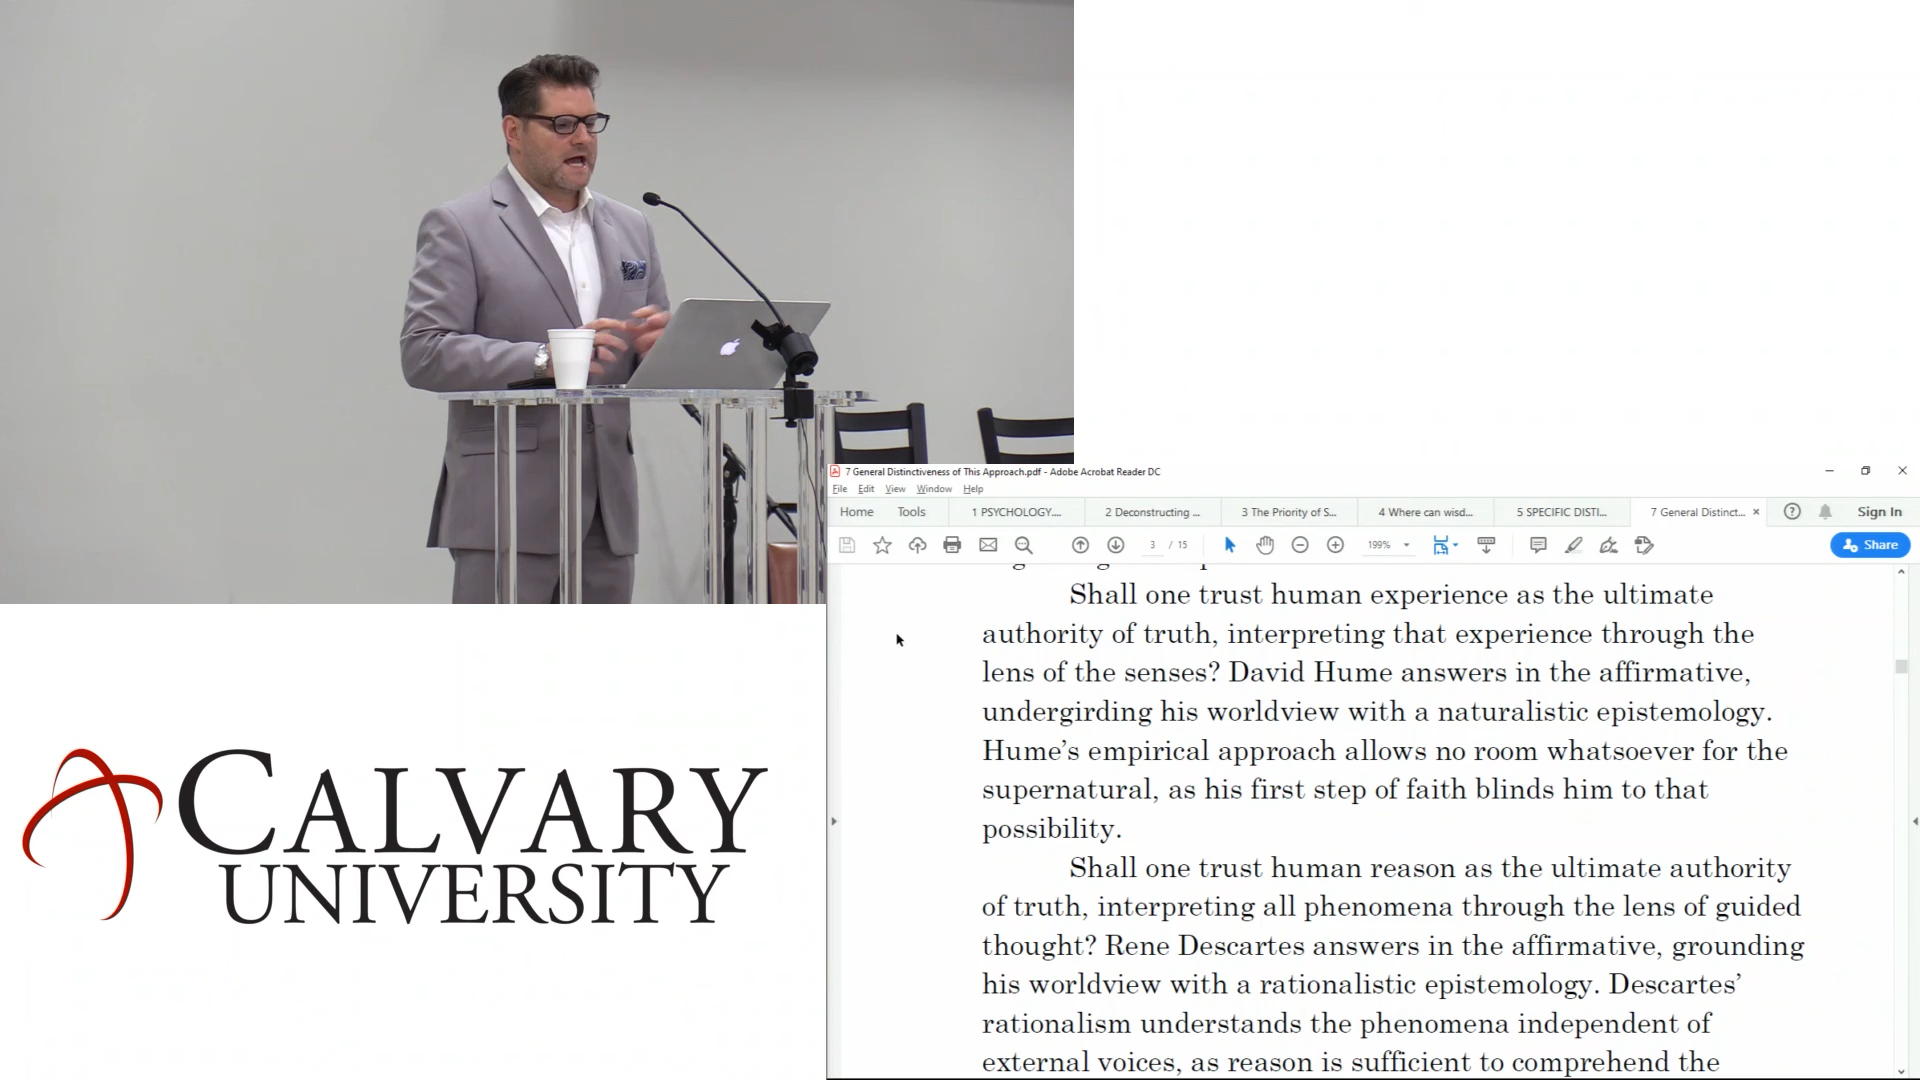 7 General Distinctiveness of This Approach.pdf - Adobe Acrobat Reader DC
File Edit View Window Help
Home Tools 1 PSYCHOLOGY.... 2 Deconstructing ... 3 The Priority of S... 4 Where can wisd... 5 SPECIFIC DISTI... 7 General Distinct... Sign In
3 / 15 199% Share
Shall one trust human experience as the ultimate
authority of truth, interpreting that experience through the
lens of the senses? David Hume answers in the affirmative,
undergirding his worldview with a naturalistic epistemology.
Hume’s empirical approach allows no room whatsoever for the
supernatural, as his first step of faith blinds him to that
possibility.
Shall one trust human reason as the ultimate authority
of truth, interpreting all phenomena through the lens of guided
thought? Rene Descartes answers in the affirmative, grounding
his worldview with a rationalistic epistemology. Descartes’
rationalism understands the phenomena independent of
external voices, as reason is sufficient to comprehend the
CALVARY
UNIVERSITY